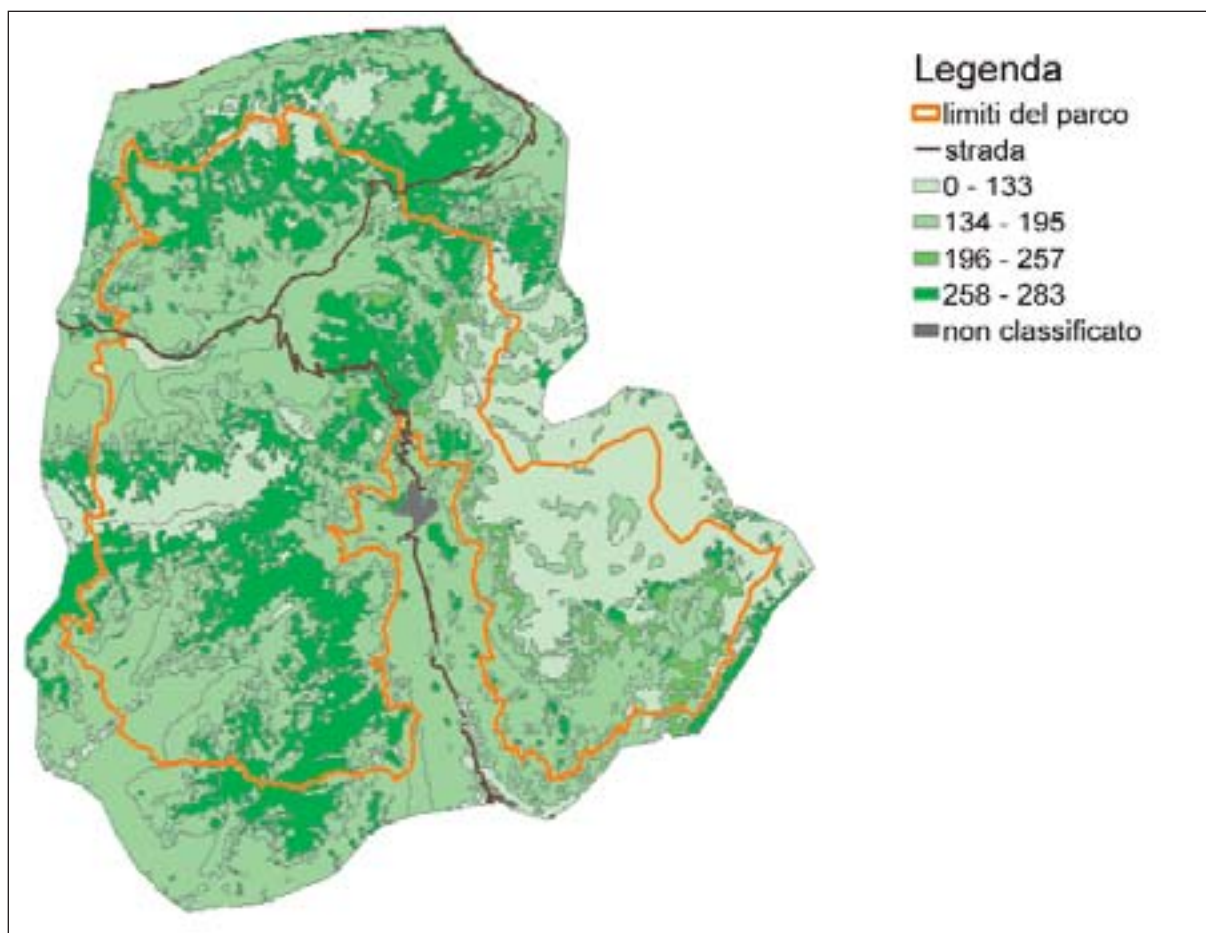 Legenda
limiti del parco
strada
0 - 133
134 - 195
196 - 257
258 - 283
non classificato